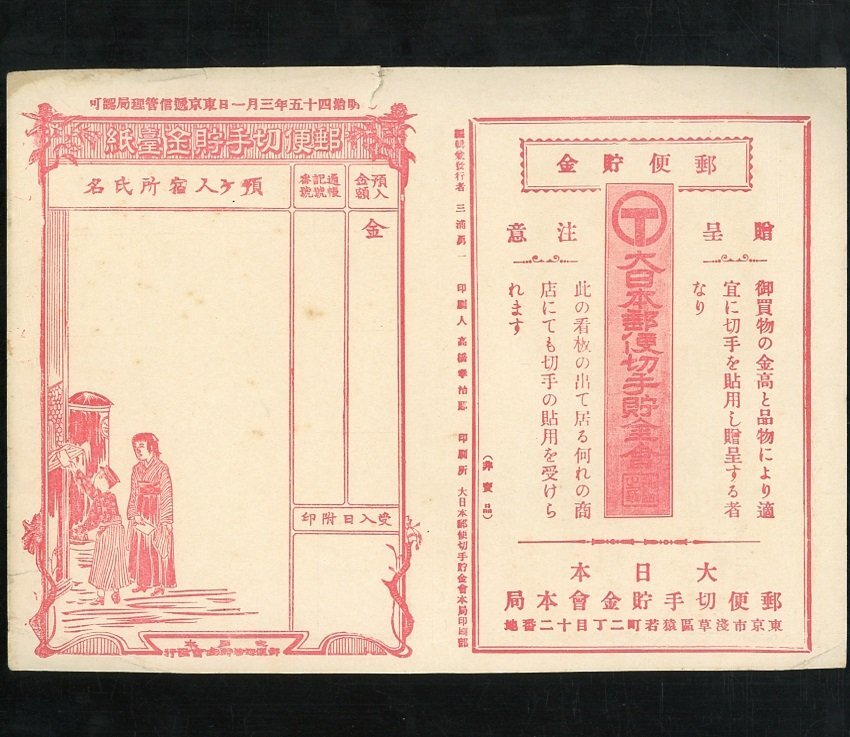 明治四十五年三月一日東京逓信管理局認可
郵便切手貯金臺紙
預入金額
通帳記號番號
預ケ人宿所氏名
金
受入日附印
郵便貯金
贈呈
注意
大日本郵便切手貯金會
御買物の金高と品物により適
宜に切手を貼用し贈呈する者
なり
此の看板の出て居る何れの商
店にても切手の貼用を受けら
れます
大日本
郵便切手貯金會本局
東京市淺草區猿若町二丁目十二番地
(非賣品)
編輯兼發行者 三浦勇一 印刷人 高橋孝治郎 印刷所 大日本郵便切手貯金會本局印刷部